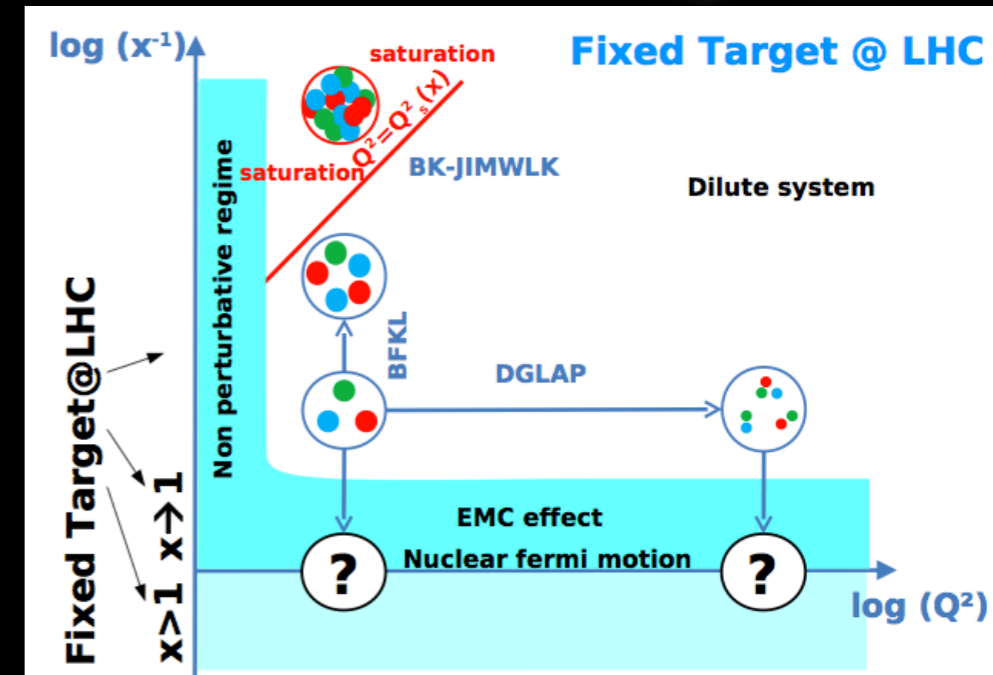 log (x⁻¹)
saturation
Fixed Target @ LHC
Q²=Q²ₛ(x)
saturation
BK-JIMWLK
Dilute system
Non perturbative regime
BFKL
DGLAP
Fixed Target@LHC
x→1
x>1
EMC effect
Nuclear fermi motion
?
?
log (Q²)